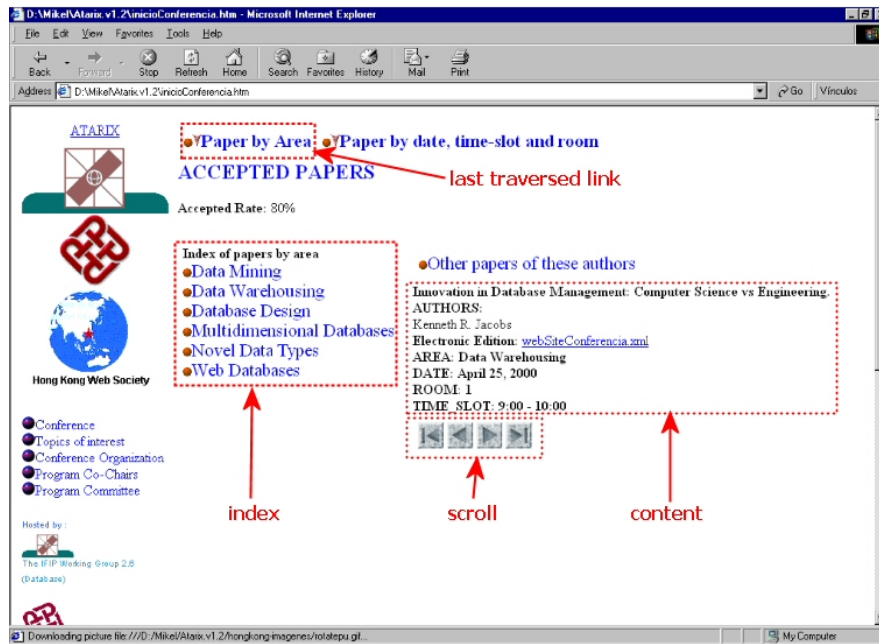 D:\Mikel\Atarix.v1.2\inicioConferencia.htm - Microsoft Internet Explorer
File Edit View Favorites Tools Help
Back Forward Stop Refresh Home Search Favorites History Mail Print
Address D:\Mikel\Atarix.v1.2\inicioConferencia.htm Go Vínculos
ATARIX
Paper by Area Paper by date, time-slot and room
ACCEPTED PAPERS
last traversed link
Accepted Rate: 80%
Index of papers by area
Data Mining
Data Warehousing
Database Design
Multidimensional Databases
Novel Data Types
Web Databases
Other papers of these authors
Innovation in Database Management: Computer Science vs Engineering.
AUTHORS:
Kenneth R. Jacobs
Electronic Edition: webSiteConferencia.xml
AREA: Data Warehousing
DATE: April 25, 2000
ROOM: 1
TIME_SLOT: 9:00 - 10:00
Hong Kong Web Society
Conference
Topics of interest
Conference Organization
Program Co-Chairs
Program Committee
index
scroll
content
Hosted by :
The IFIP Working Group 2.6
(Database)
Downloading picture file:///D:/Mikel/Atarix.v1.2/hongkong-imagenes/rotatepu.gif...
My Computer